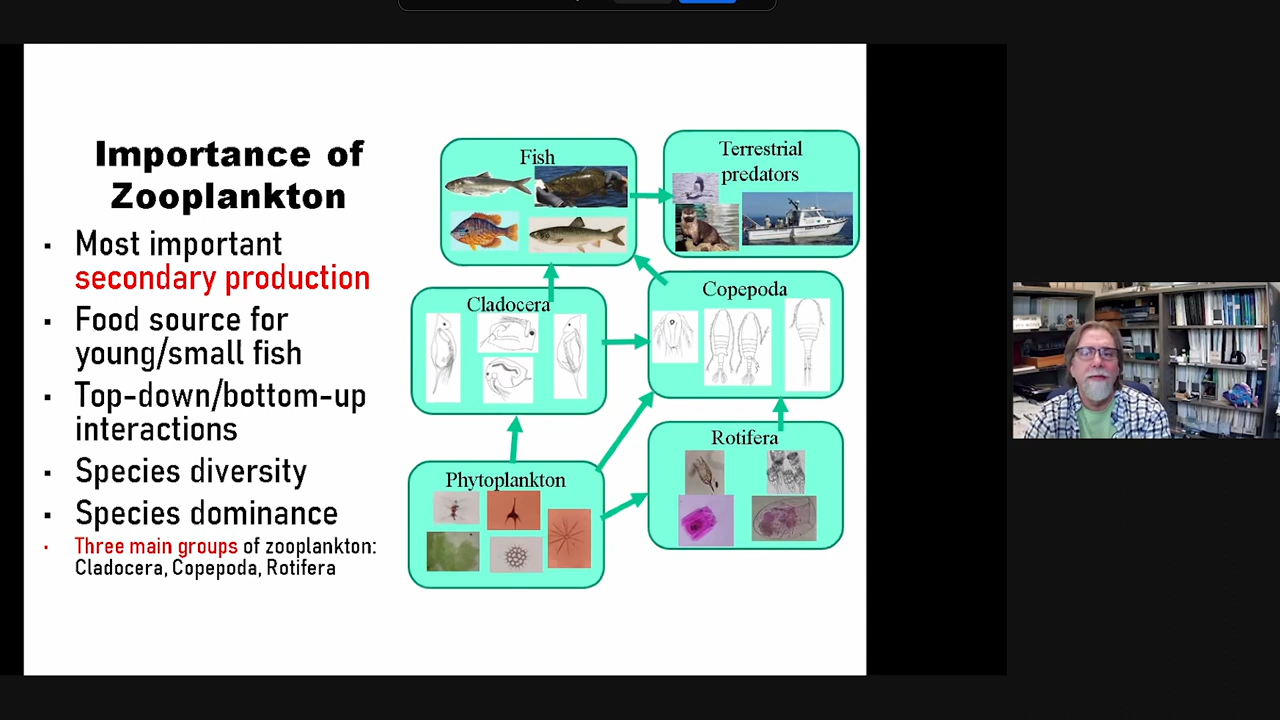 Importance of
Zooplankton
▪ Most important
secondary production
▪ Food source for
young/small fish
▪ Top-down/bottom-up
interactions
▪ Species diversity
▪ Species dominance
▪ Three main groups of zooplankton:
Cladocera, Copepoda, Rotifera
Fish
Terrestrial
predators
Cladocera
Copepoda
Phytoplankton
Rotifera